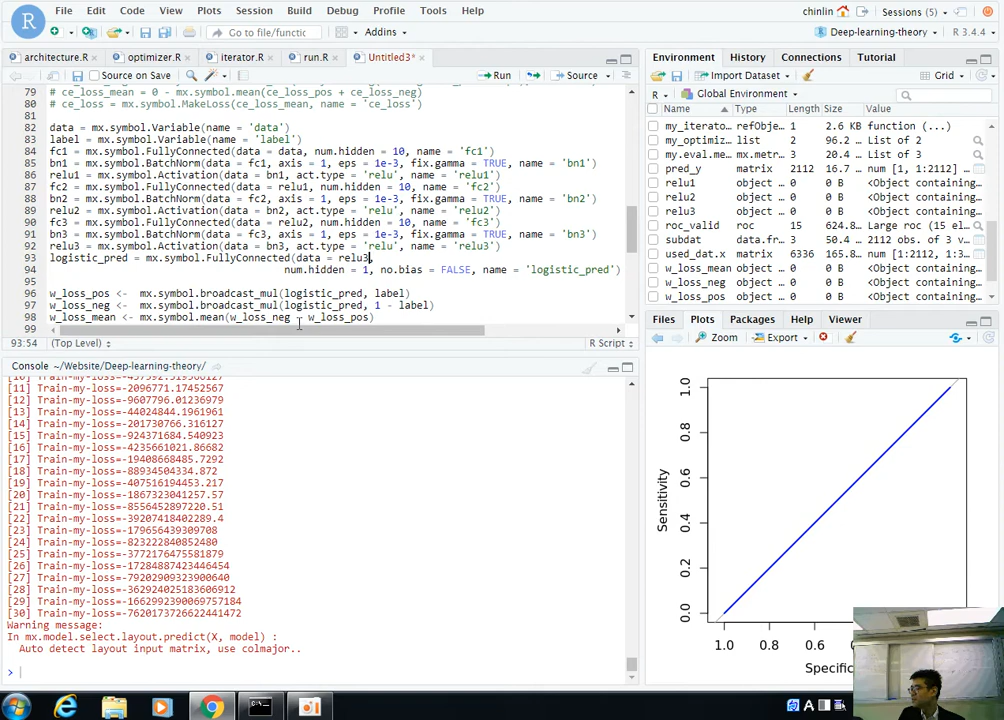 File Edit Code View Plots Session Build Debug Profile Tools Help
chinlin Sessions (5)
Go to file/functic Addins Deep-learning-theory R 3.4.4
architecture.R optimizer.R iterator.R run.R Untitled3*
Source on Save Run Source
79
# ce_loss_mean = 0 - mx.symbol.mean(ce_loss_pos + ce_loss_neg)
80 # ce_loss = mx.symbol.MakeLoss(ce_loss_mean, name = 'ce_loss')
81
82 data = mx.symbol.Variable(name = 'data')
83 label = mx.symbol.Variable(name = 'label')
84 fc1 = mx.symbol.FullyConnected(data = data, num.hidden = 10, name = 'fc1')
85 bn1 = mx.symbol.BatchNorm(data = fc1, axis = 1, eps = 1e-3, fix.gamma = TRUE, name = 'bn1')
86 relu1 = mx.symbol.Activation(data = bn1, act.type = 'relu', name = 'relu1')
87 fc2 = mx.symbol.FullyConnected(data = relu1, num.hidden = 10, name = 'fc2')
88 bn2 = mx.symbol.BatchNorm(data = fc2, axis = 1, eps = 1e-3, fix.gamma = TRUE, name = 'bn2')
89 relu2 = mx.symbol.Activation(data = bn2, act.type = 'relu', name = 'relu2')
90 fc3 = mx.symbol.FullyConnected(data = relu2, num.hidden = 10, name = 'fc3')
91 bn3 = mx.symbol.BatchNorm(data = fc3, axis = 1, eps = 1e-3, fix.gamma = TRUE, name = 'bn3')
92 relu3 = mx.symbol.Activation(data = bn3, act.type = 'relu', name = 'relu3')
93 logistic_pred = mx.symbol.FullyConnected(data = relu3,
94 num.hidden = 1, no.bias = FALSE, name = 'logistic_pred')
95
96 w_loss_pos <- mx.symbol.broadcast_mul(logistic_pred, label)
97 w_loss_neg <- mx.symbol.broadcast_mul(logistic_pred, 1 - label)
98 w_loss_mean <- mx.symbol.mean(w_loss_neg - w_loss_pos)
99
93:54 (Top Level) R Script
Console ~/Website/Deep-learning-theory/
[11] Train-my-loss=-2096771.17452567
[12] Train-my-loss=-9607796.01236979
[13] Train-my-loss=-44024844.1961961
[14] Train-my-loss=-201730766.316127
[15] Train-my-loss=-924371684.540923
[16] Train-my-loss=-4235661021.86682
[17] Train-my-loss=-19408668485.7292
[18] Train-my-loss=-88934504334.872
[19] Train-my-loss=-407516194453.217
[20] Train-my-loss=-1867323041257.57
[21] Train-my-loss=-8556452897220.51
[22] Train-my-loss=-39207418402289.4
[23] Train-my-loss=-179656439309708
[24] Train-my-loss=-823222840852480
[25] Train-my-loss=-3772176475581879
[26] Train-my-loss=-17284887423446454
[27] Train-my-loss=-79202909323900640
[28] Train-my-loss=-362924025183606912
[29] Train-my-loss=-1662992390069757184
[30] Train-my-loss=-7620173726622441472
Warning message:
In mx.model.select.layout.predict(X, model) :
Auto detect layout input matrix, use colmajor..
>
Environment History Connections Tutorial
Import Dataset Grid
R Global Environment
Name Type Length Size Value
my_iterato… refObje… 1 2.6 KB function (...)
my_optimiz… list 2 96.2 … List of 2
my.eval.me… mx.metr… 3 20.4 … List of 3
pred_y matrix 2112 16.7 … num [1, 1:2112]…
relu1 object … 0 0 B <Object containing
relu2 object … 0 0 B <Object containing
relu3 object … 0 0 B <Object containing
roc_valid roc 15 624.8… Large roc (15 elem…
subdat data.fr… 3 50.4 … 2112 obs. of 3 v…
used_dat.x matrix 6336 165.8… num [1:2112, 1:3…
w_loss_mean object … 0 0 B <Object containing
w_loss_neg object … 0 0 B <Object containing
w_loss_pos object … 0 0 B <Object containing
Files Plots Packages Help Viewer
Zoom Export
Sensitivity
1.0
0.8
0.6
0.4
0.2
0.0
1.0 0.8 0.6
Specific